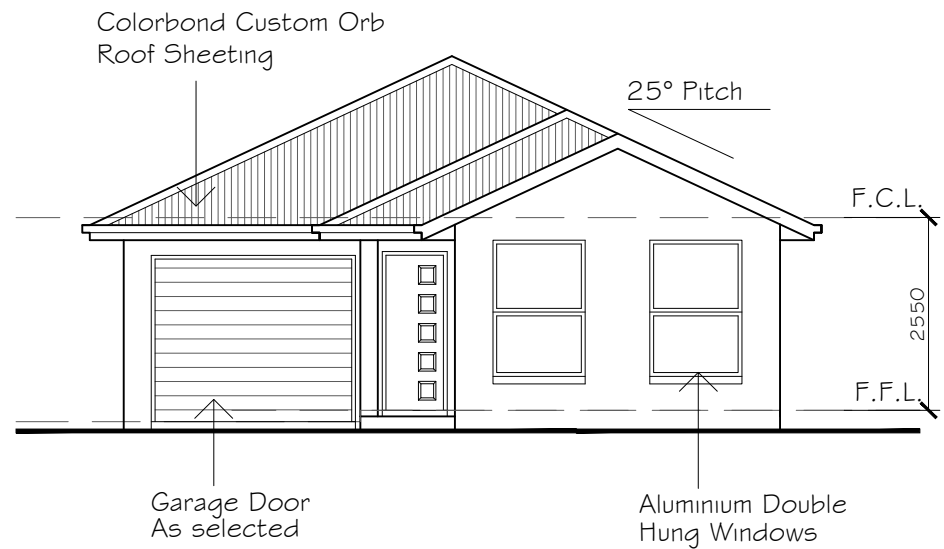 Colorbond Custom Orb
Roof Sheeting
25° Pitch
F.C.L.
2550
F.F.L.
Garage Door
As selected
Aluminium Double
Hung Windows